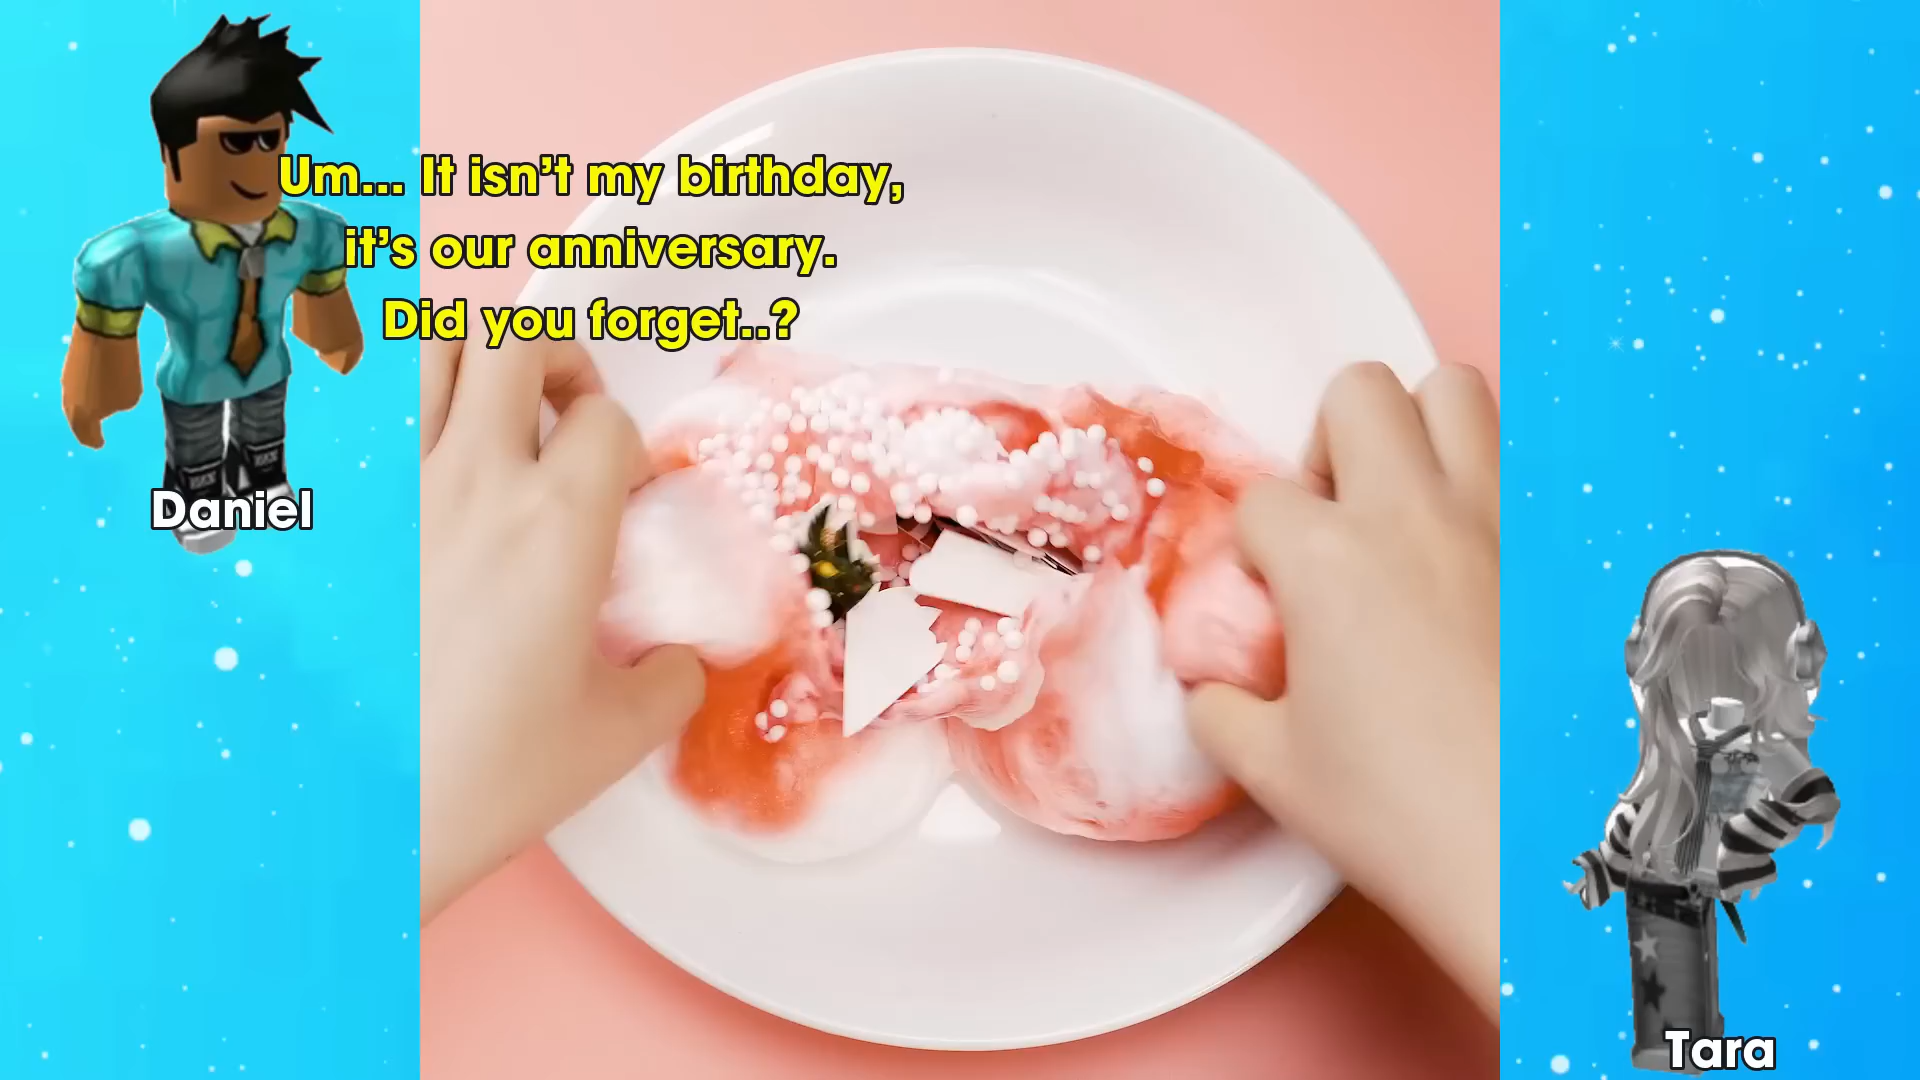 Um... It isn’t my birthday,
it’s our anniversary.
Did you forget..?
Daniel
Tara